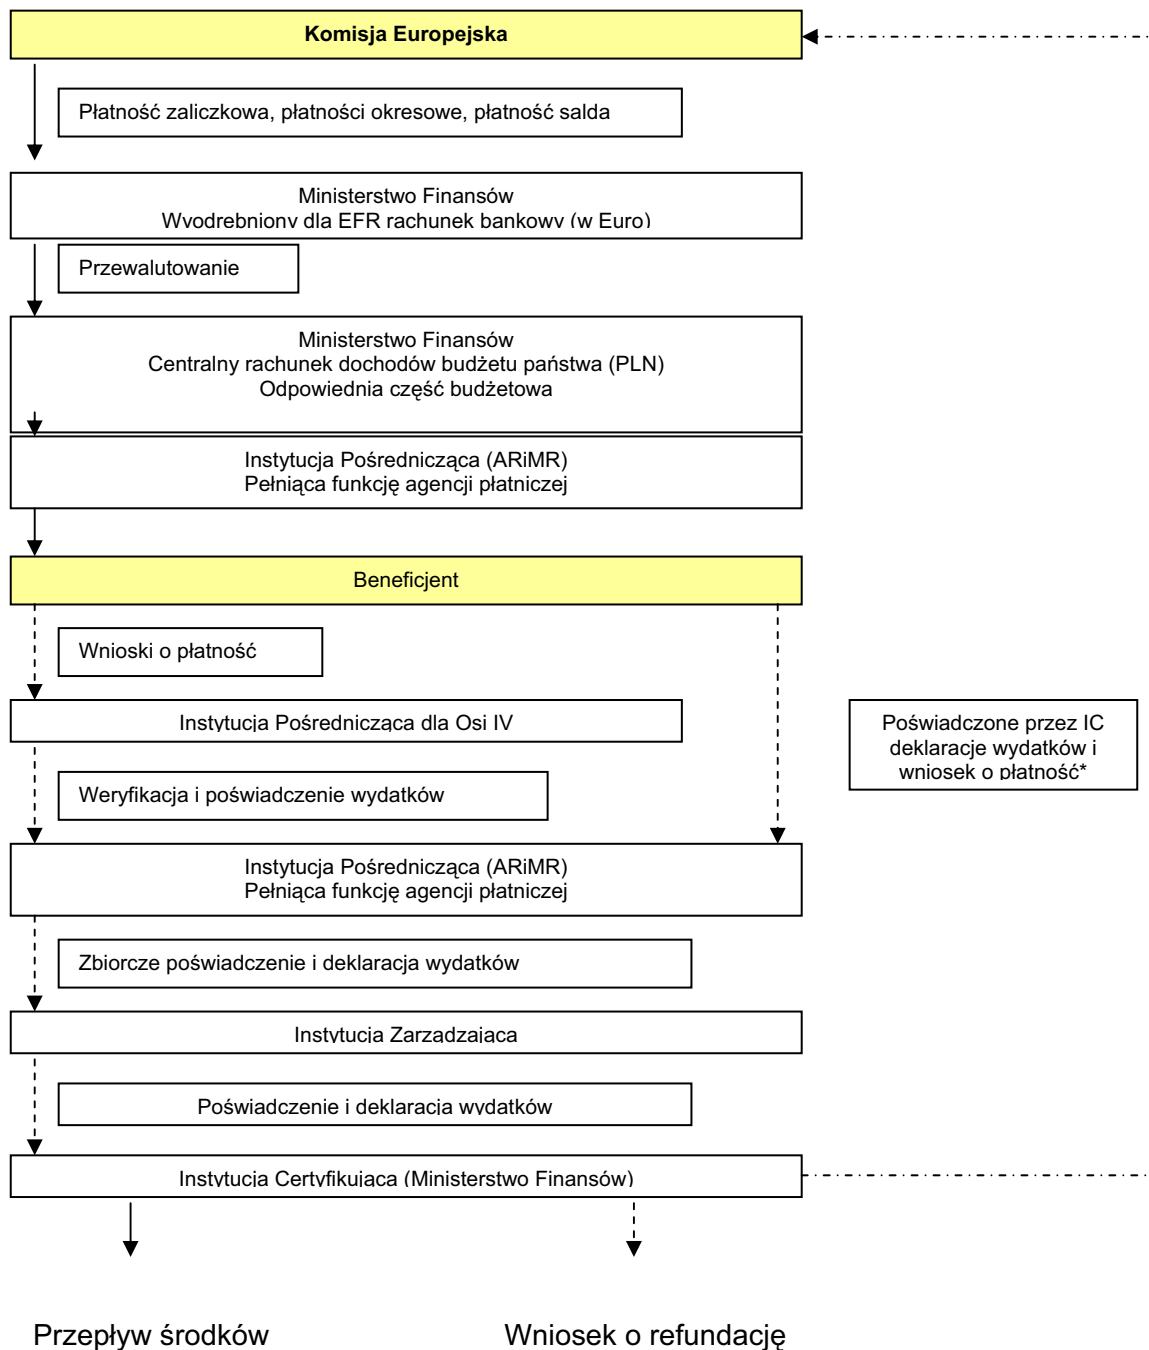 Komisja Europejska
Płatność zaliczkowa, płatności okresowe, płatność salda
Ministerstwo Finansów
Wyodrębniony dla EFR rachunek bankowy (w Euro)
Przewalutowanie
Ministerstwo Finansów
Centralny rachunek dochodów budżetu państwa (PLN)
Odpowiednia część budżetowa
Instytucja Pośrednicząca (ARiMR)
Pełniąca funkcję agencji płatniczej
Beneficjent
Wnioski o płatność
Instytucja Pośrednicząca dla Osi IV
Poświadczone przez IC
deklaracje wydatków i
wniosek o płatność*
Weryfikacja i poświadczenie wydatków
Instytucja Pośrednicząca (ARiMR)
Pełniąca funkcję agencji płatniczej
Zbiorcze poświadczenie i deklaracja wydatków
Instytucja Zarządzająca
Poświadczenie i deklaracja wydatków
Instytucja Certyfikująca (Ministerstwo Finansów)
Przepływ środków
Wniosek o refundację